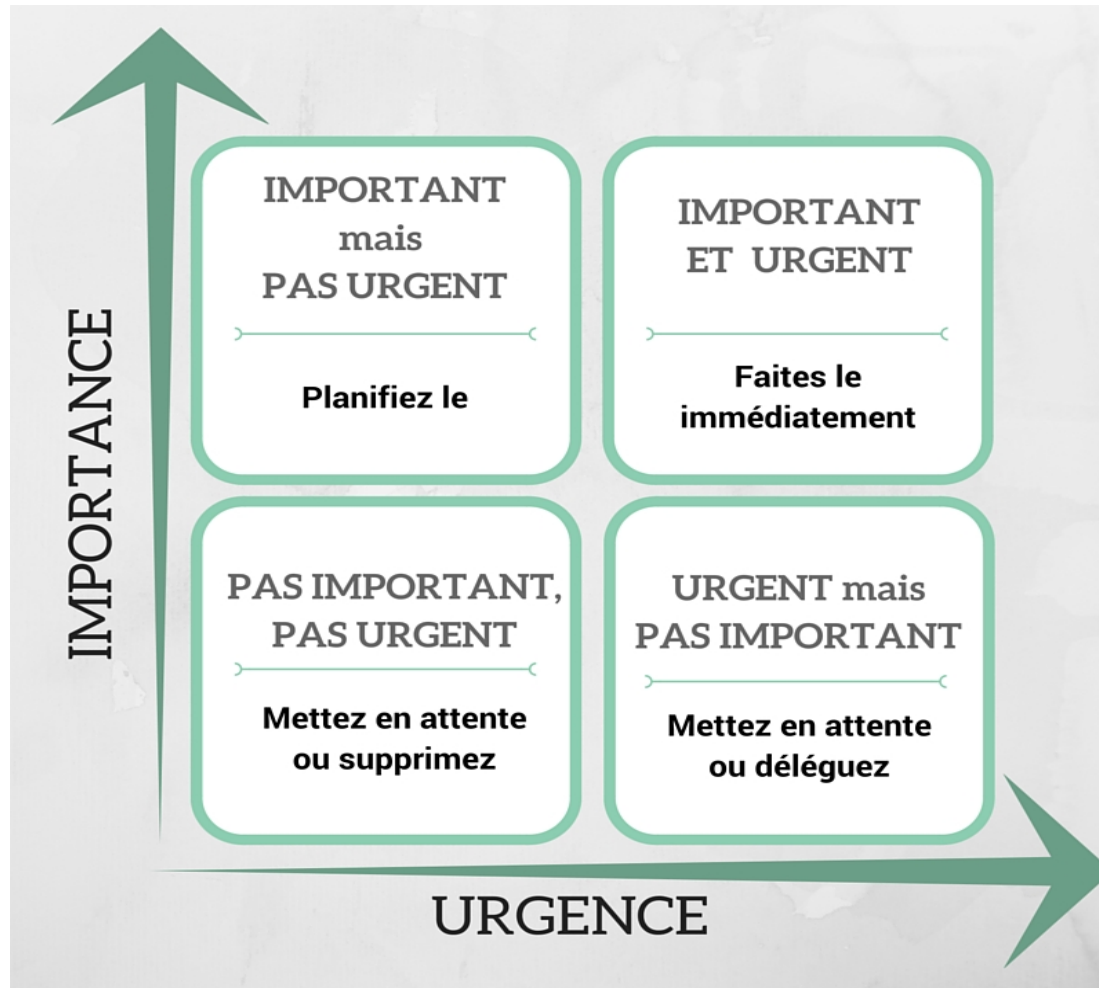 IMPORTANT
mais
PAS URGENT
Planifiez le
IMPORTANT
ET URGENT
Faites le
immédiatement
IMPORTANCE
PAS IMPORTANT,
PAS URGENT
Mettez en attente
ou supprimez
URGENT mais
PAS IMPORTANT
Mettez en attente
ou déléguez
URGENCE